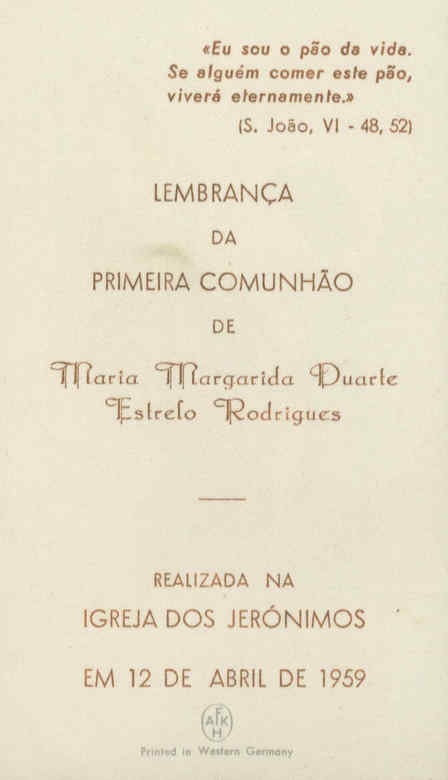 «Eu sou o pão da vida.
Se alguém comer este pão,
viverá eternamente.»
(S. João, VI - 48, 52)
LEMBRANÇA
DA
PRIMEIRA COMUNHÃO
DE
Maria Margarida Duarte
Estrelo Rodrigues
REALIZADA NA
IGREJA DOS JERÓNIMOS
EM 12 DE ABRIL DE 1959
F
AK
H
Printed in Western Germany